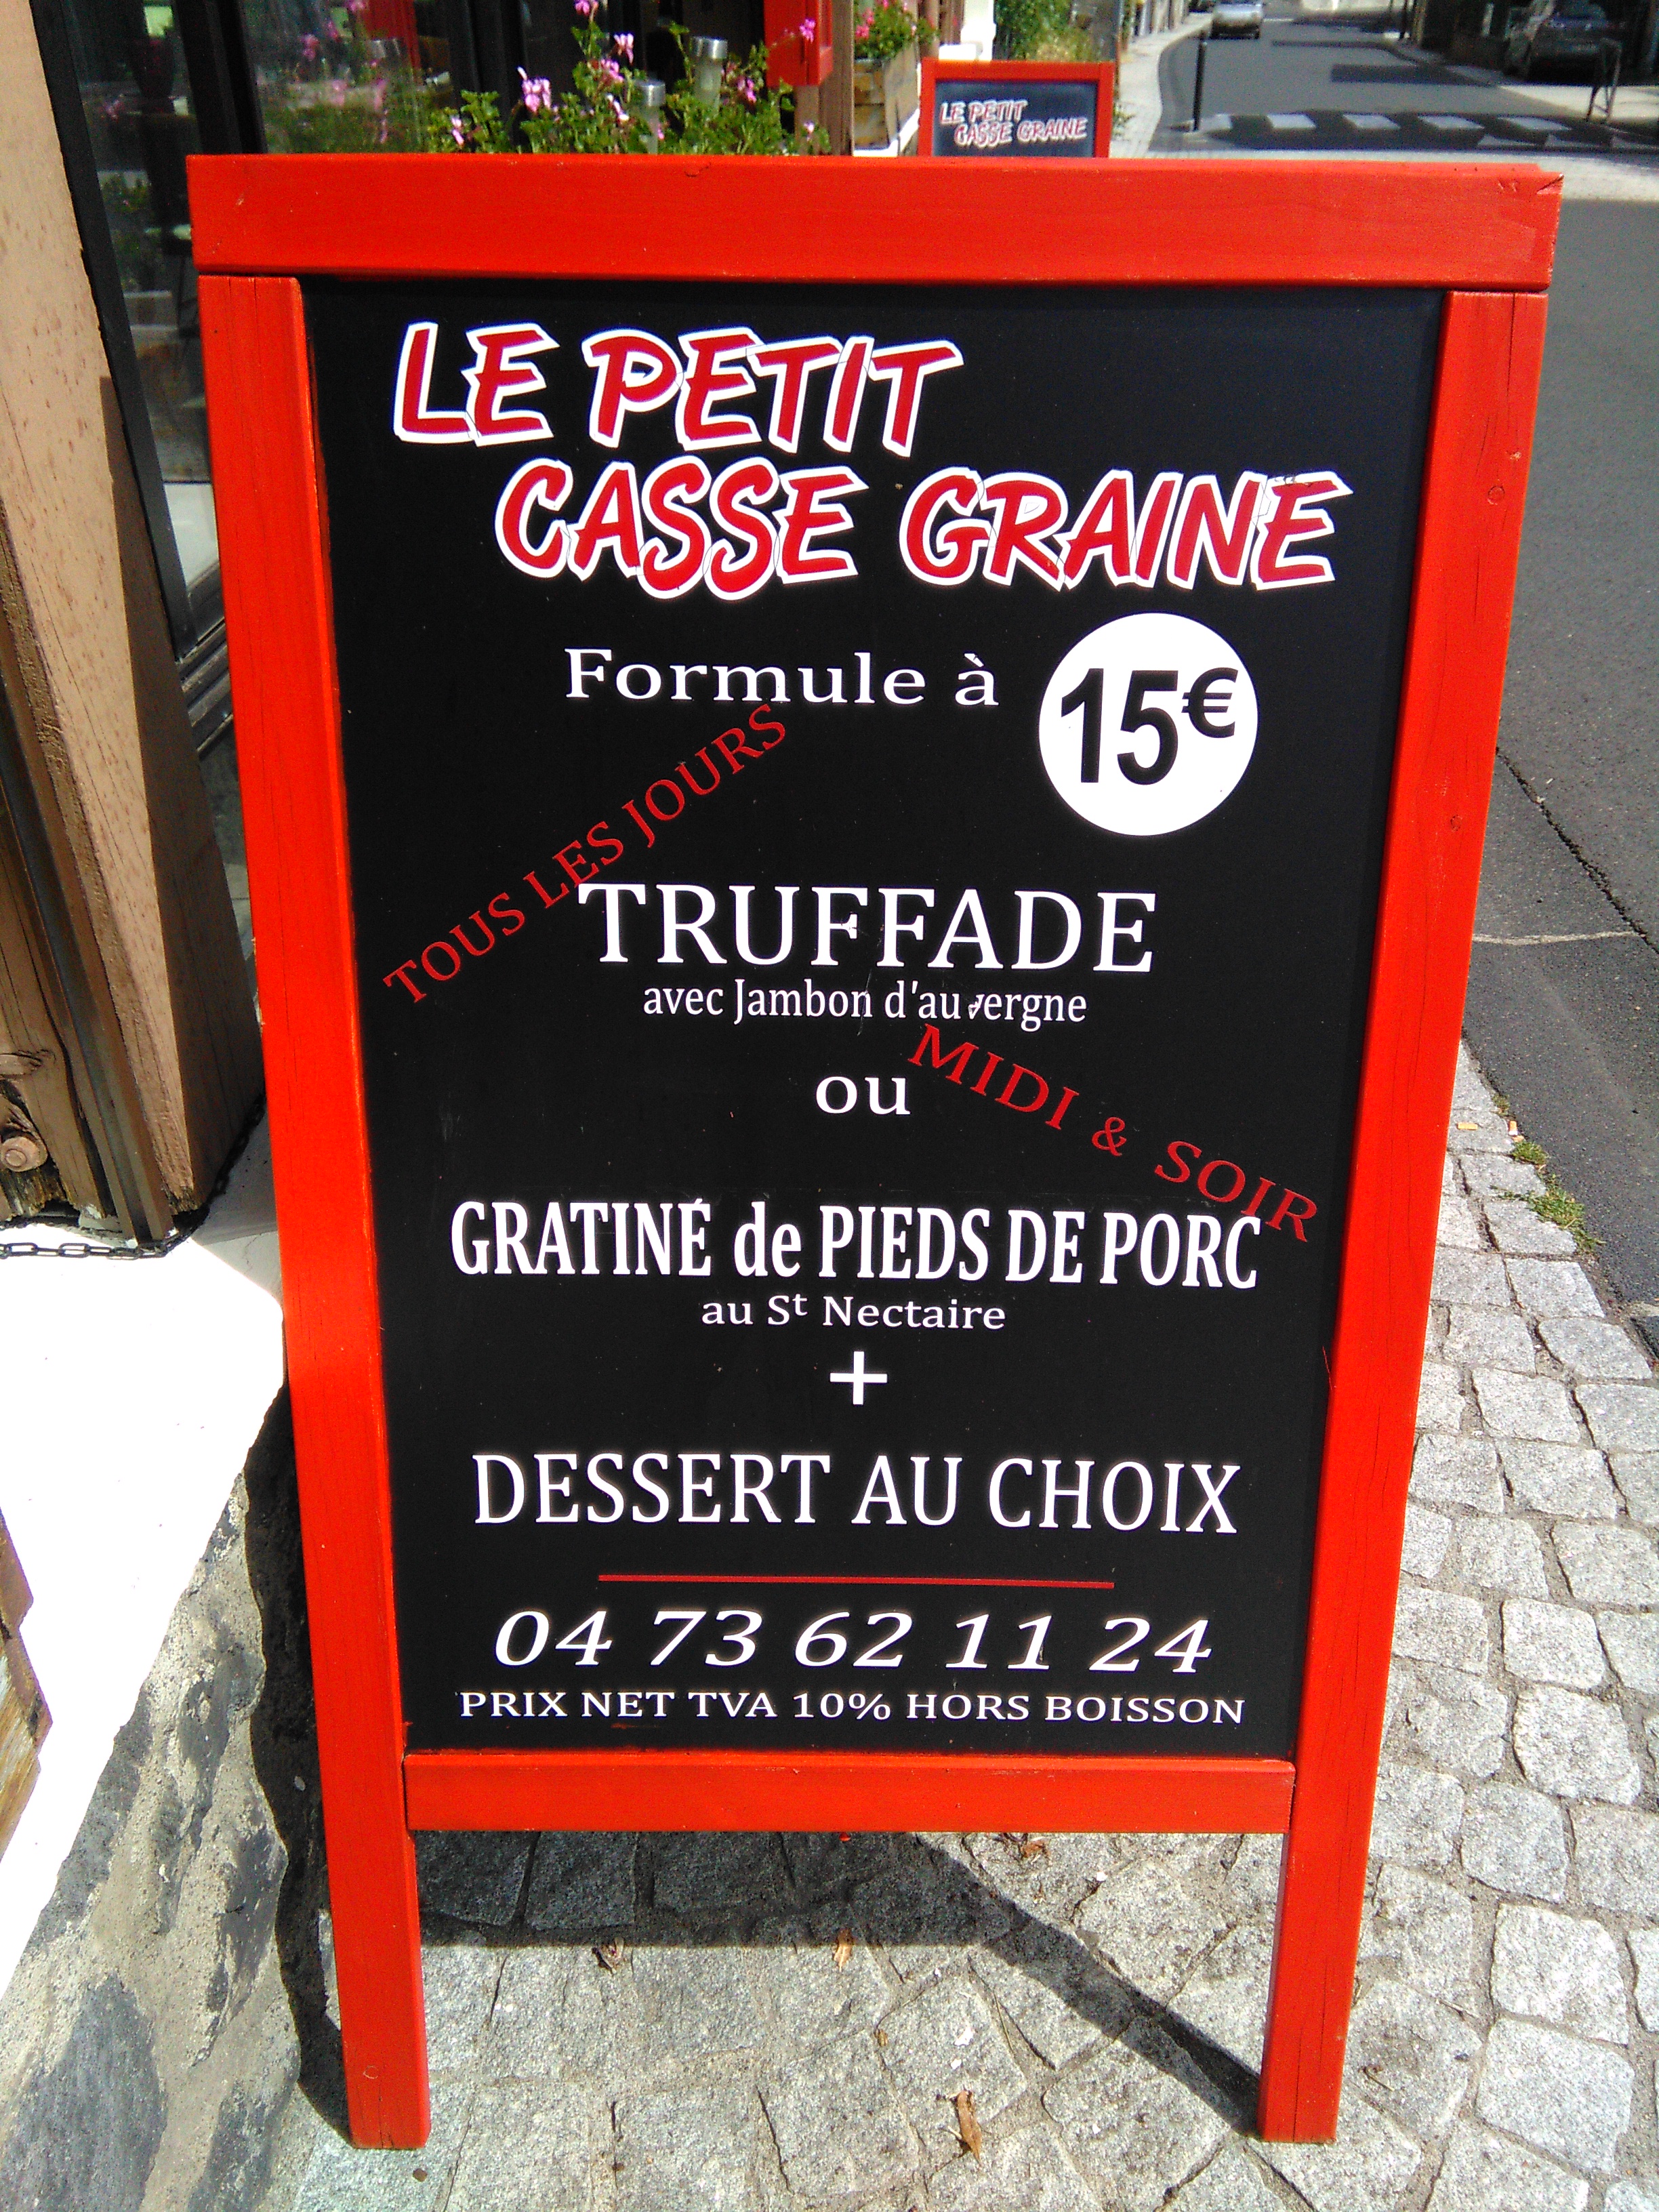 LE PETIT
CASSE GRAINE
LE PETIT
CASSE GRAINE
Formule à 15€
TOUS LES JOURS
TRUFFADE
avec Jambon d'auvergne
ou
MIDI & SOIR
GRATINÉ de PIEDS DE PORC
au St Nectaire
+
DESSERT AU CHOIX
04 73 62 11 24
PRIX NET TVA 10% HORS BOISSON